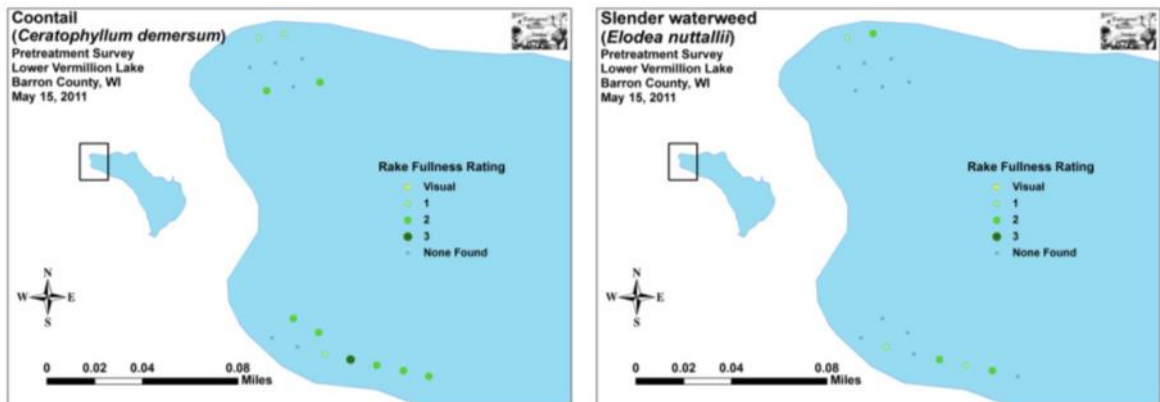 Coontail
(Ceratophyllum demersum)
Pretreatment Survey
Lower Vermillion Lake
Barron County, WI
May 15, 2011
Rake Fullness Rating
Visual
1
2
3
None Found
N
W E
S
0 0.02 0.04 0.08
Miles
Slender waterweed
(Elodea nuttallii)
Pretreatment Survey
Lower Vermillion Lake
Barron County, WI
May 15, 2011
Rake Fullness Rating
Visual
1
2
3
None Found
N
W E
S
0 0.02 0.04 0.08
Miles